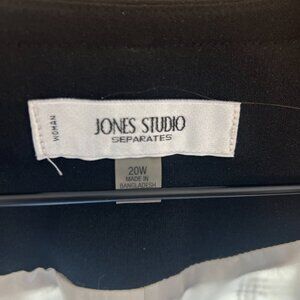 WOMAN
JONES STUDIO
SEPARATES
20W
MADE IN
BANGLADESH